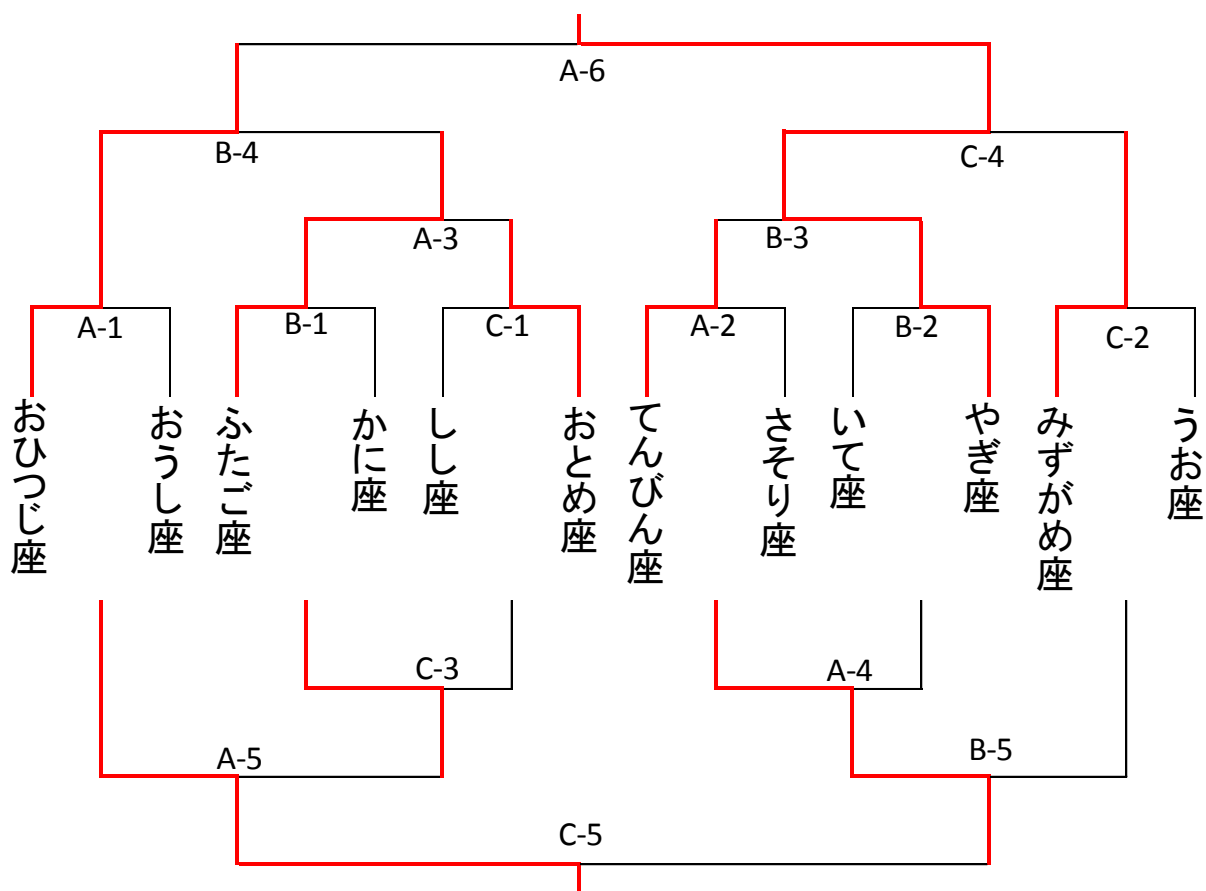 A-6
B-4
C-4
A-3
B-3
A-1
B-1
C-1
A-2
B-2
C-2
おひつじ座
おうし座
ふたご座
かに座
しし座
おとめ座
てんびん座
さそり座
いて座
やぎ座
みずがめ座
うお座
C-3
A-4
A-5
B-5
C-5